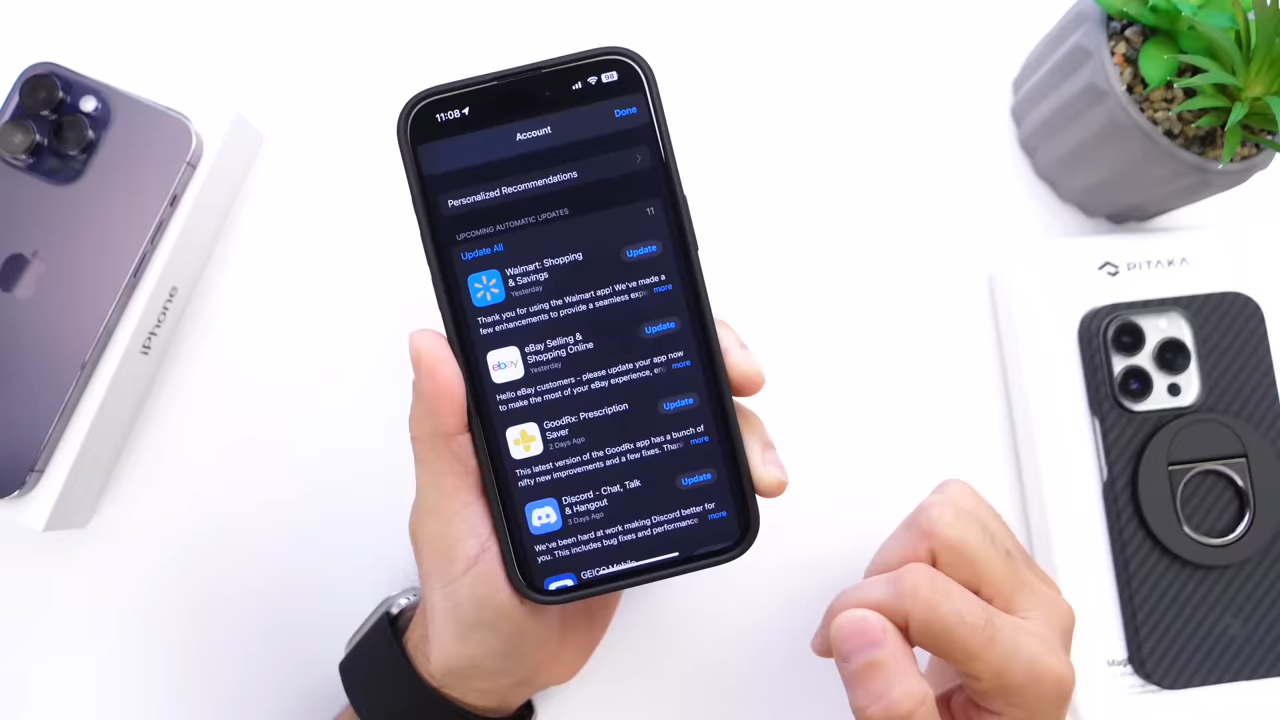 11:08
98
Account
Done
Personalized Recommendations
UPCOMING AUTOMATIC UPDATES
11
Update All
Walmart: Shopping
& Savings
Yesterday
Update
Thank you for using the Walmart app! We've made a
few enhancements to provide a seamless
more
ebay
eBay Selling &
Shopping Online
Yesterday
Update
Hello eBay customers - please update your app now
to make the most of your eBay experience,
more
GoodRx: Prescription
Saver
2 Days Ago
Update
This latest version of the GoodRx app has a bunch of
nifty new improvements and a few fixes.
more
Discord - Chat, Talk
& Hangout
3 Days Ago
Update
We've been hard at work making Discord better for
you. This includes bug fixes and performance
more
GEICO Mobile
iPhone
PITAKA